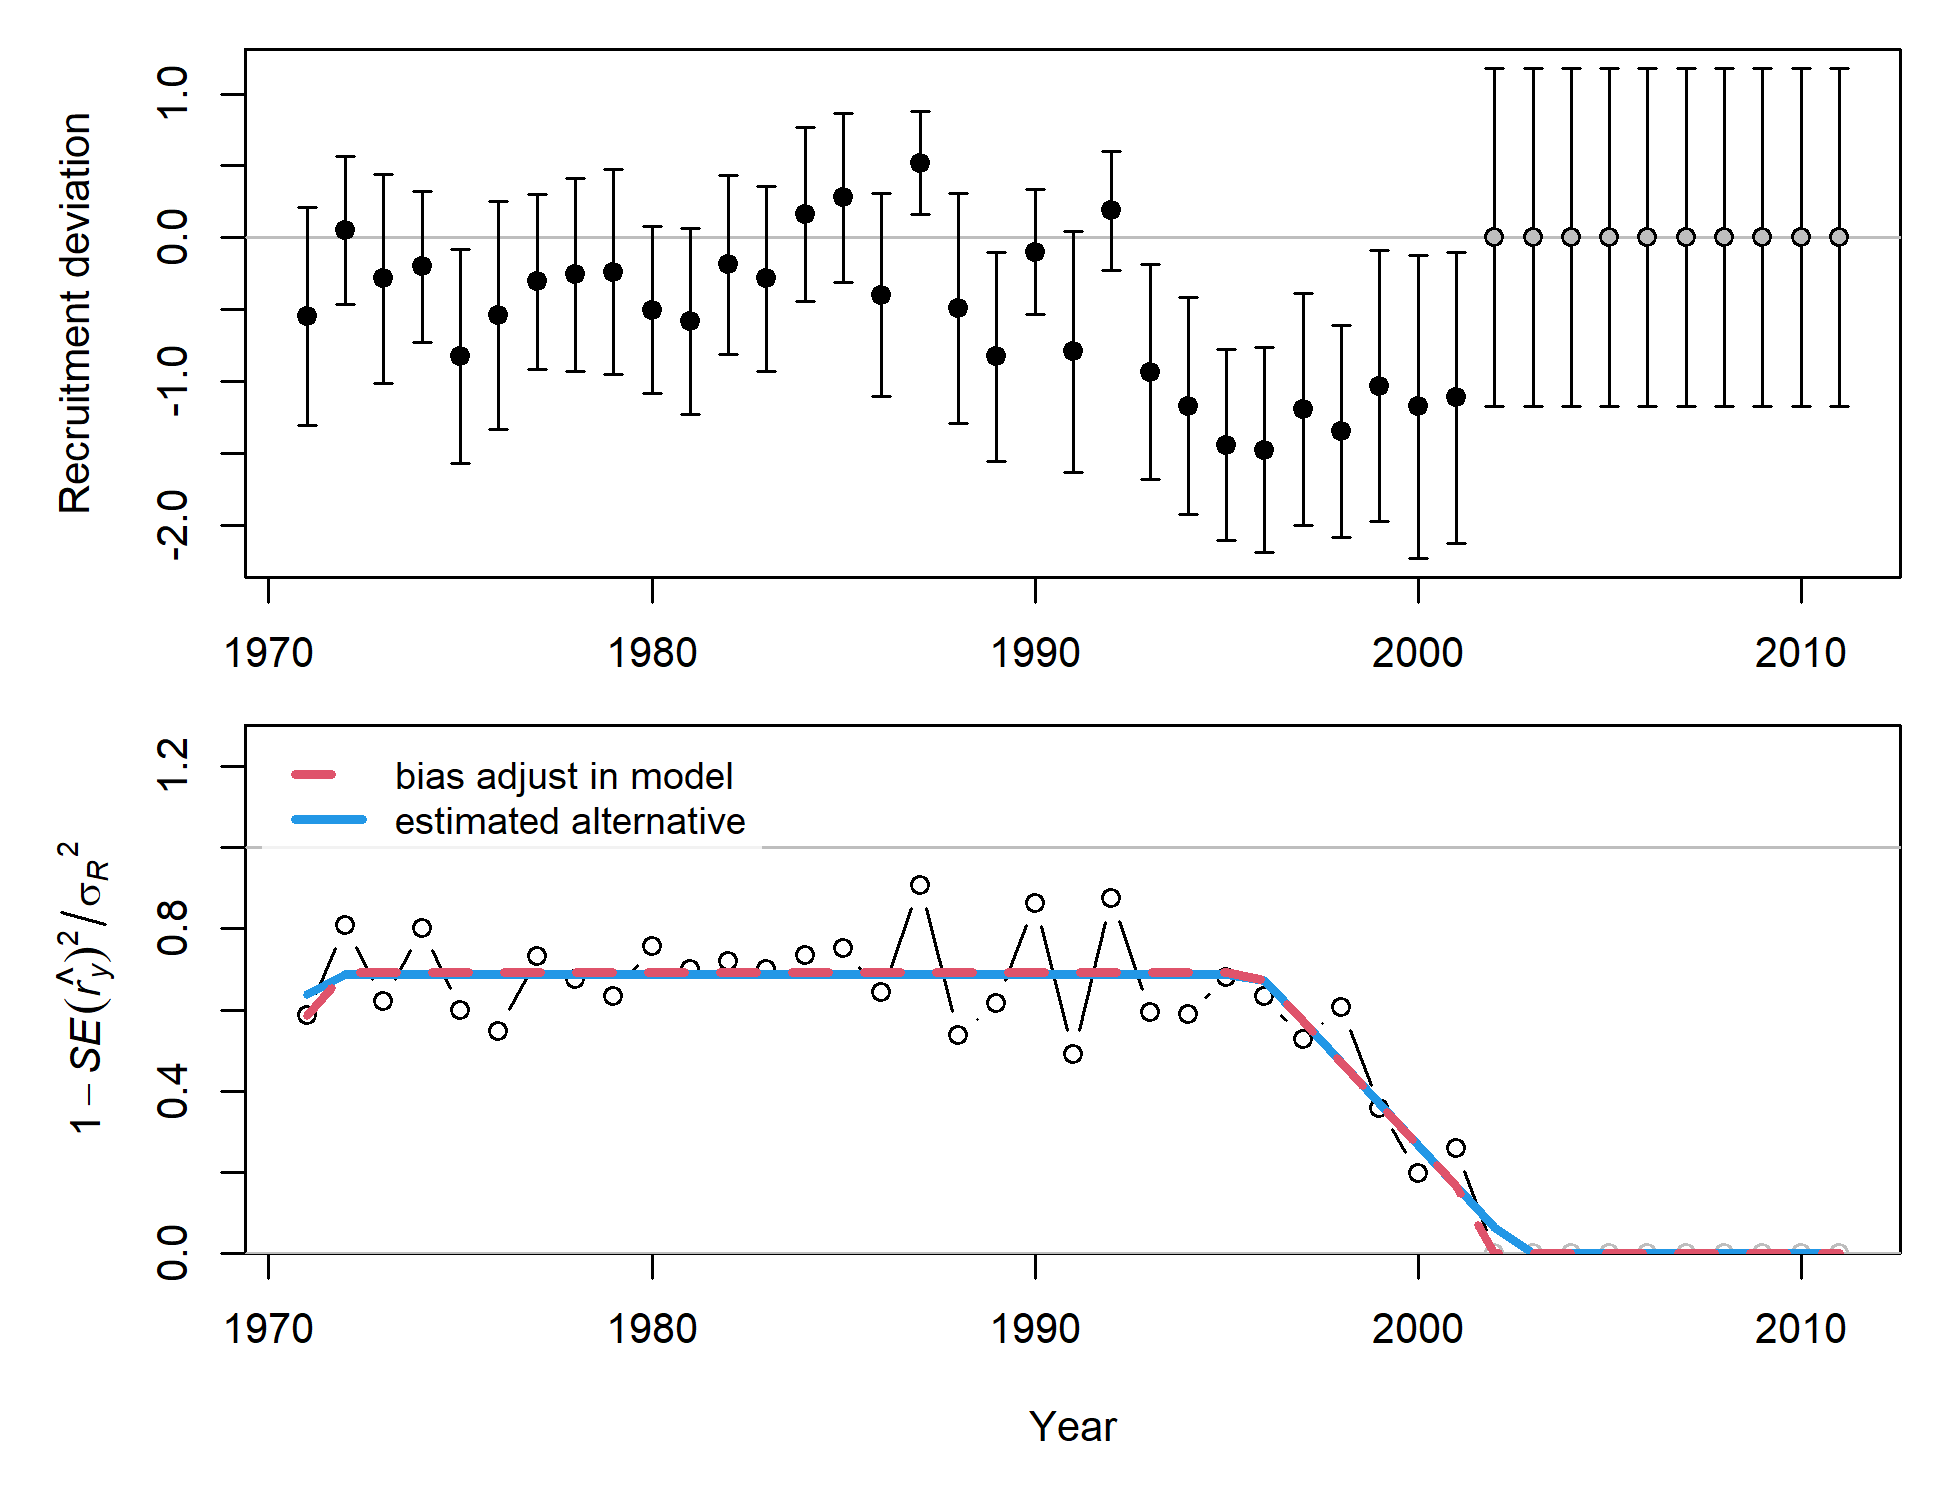 Recruitment deviation
1.0
0.0
-1.0
-2.0
1970 1980 1990 2000 2010
1 − SE(r̂y)² / σR²
1.2
0.8
0.4
0.0
bias adjust in model
estimated alternative
1970 1980 1990 2000 2010
Year